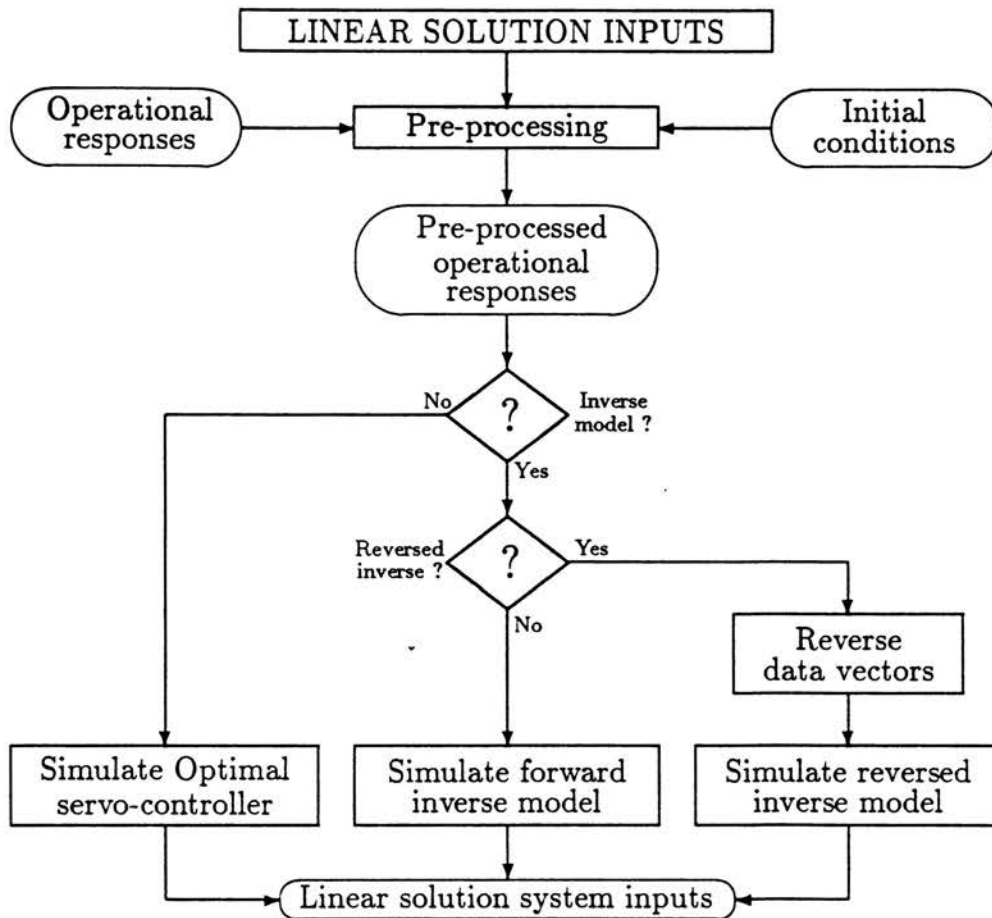 LINEAR SOLUTION INPUTS
Operational
responses
Pre-processing
Initial
conditions
Pre-processed
operational
responses
No
?
Inverse
model ?
Yes
Reversed
inverse ?
?
Yes
No
Reverse
data vectors
Simulate Optimal
servo-controller
Simulate forward
inverse model
Simulate reversed
inverse model
Linear solution system inputs